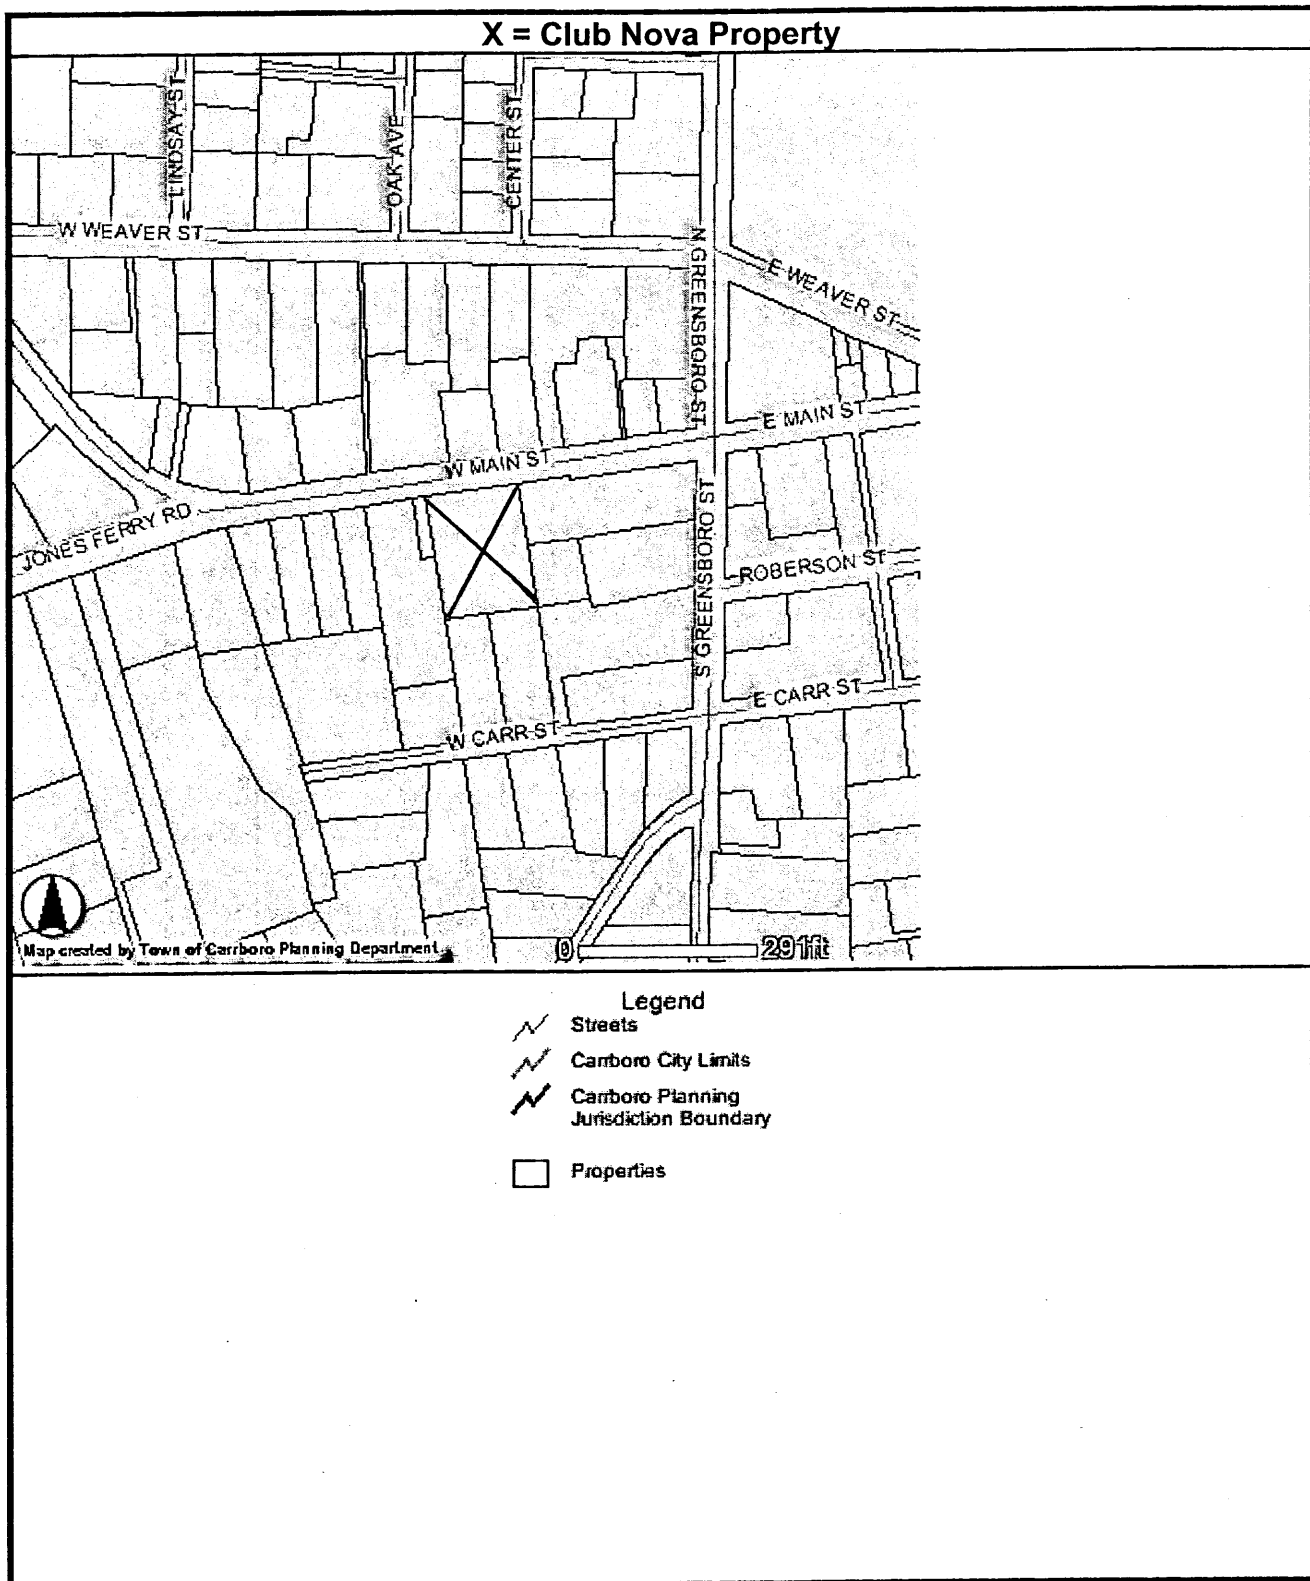 X = Club Nova Property
LINDSAY ST
OAK AVE
CENTER ST
W WEAVER ST
N GREENSBORO ST
E WEAVER ST
E MAIN ST
W MAIN ST
JONES FERRY RD
S GREENSBORO ST
ROBERSON ST
E CARR ST
W CARR ST
Map created by Town of Carrboro Planning Department
0 291ft
Legend
Streets
Carrboro City Limits
Carrboro Planning
Jurisdiction Boundary
Properties